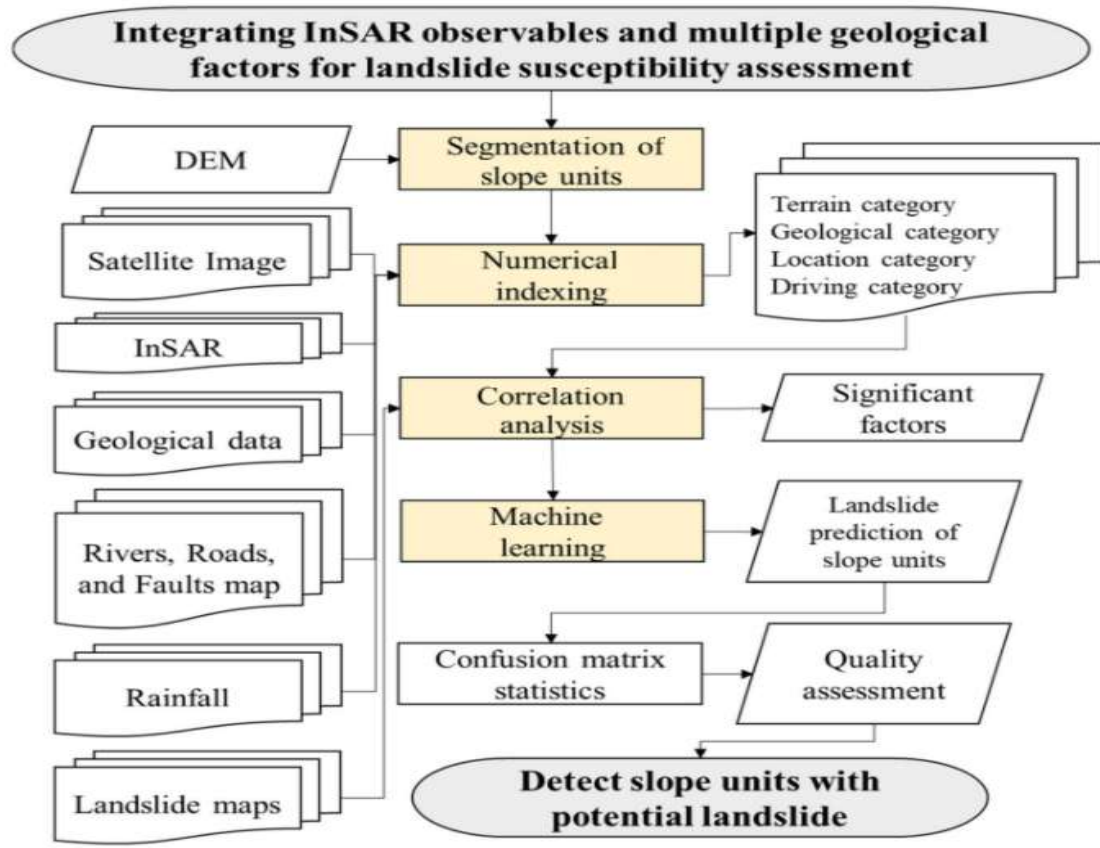 Integrating InSAR observables and multiple geological
factors for landslide susceptibility assessment
DEM
Segmentation of
slope units
Satellite Image
Numerical
indexing
Terrain category
Geological category
Location category
Driving category
InSAR
Geological data
Correlation
analysis
Significant
factors
Rivers, Roads,
and Faults map
Machine
learning
Landslide
prediction of
slope units
Rainfall
Confusion matrix
statistics
Quality
assessment
Landslide maps
Detect slope units with
potential landslide